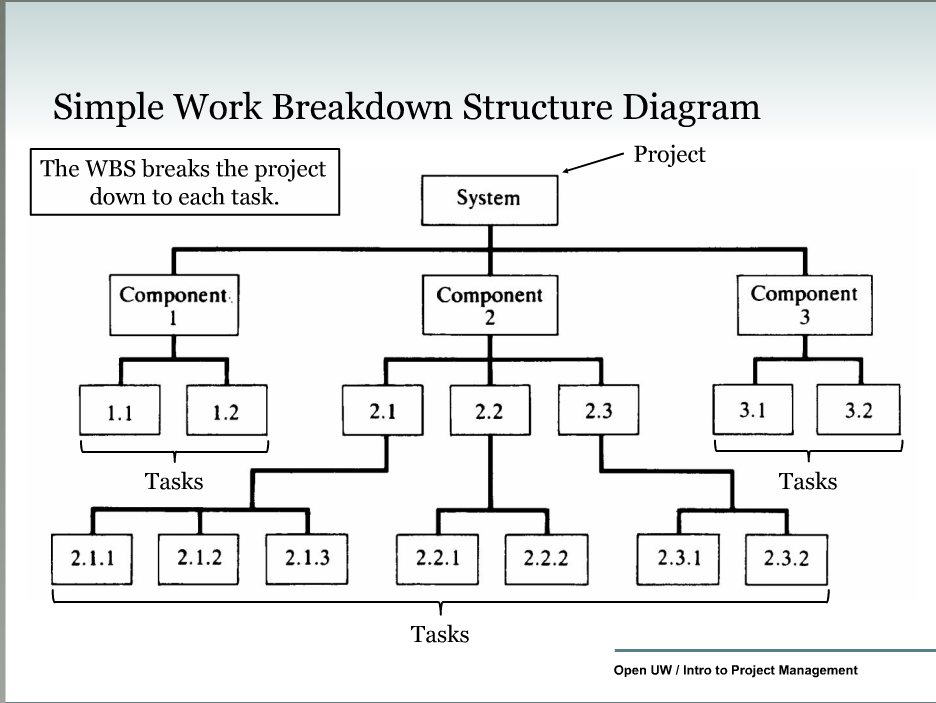 Simple Work Breakdown Structure Diagram
The WBS breaks the project
down to each task.
Project
System
Component
1
Component
2
Component
3
1.1
1.2
2.1
2.2
2.3
3.1
3.2
Tasks
Tasks
2.1.1
2.1.2
2.1.3
2.2.1
2.2.2
2.3.1
2.3.2
Tasks
Open UW / Intro to Project Management